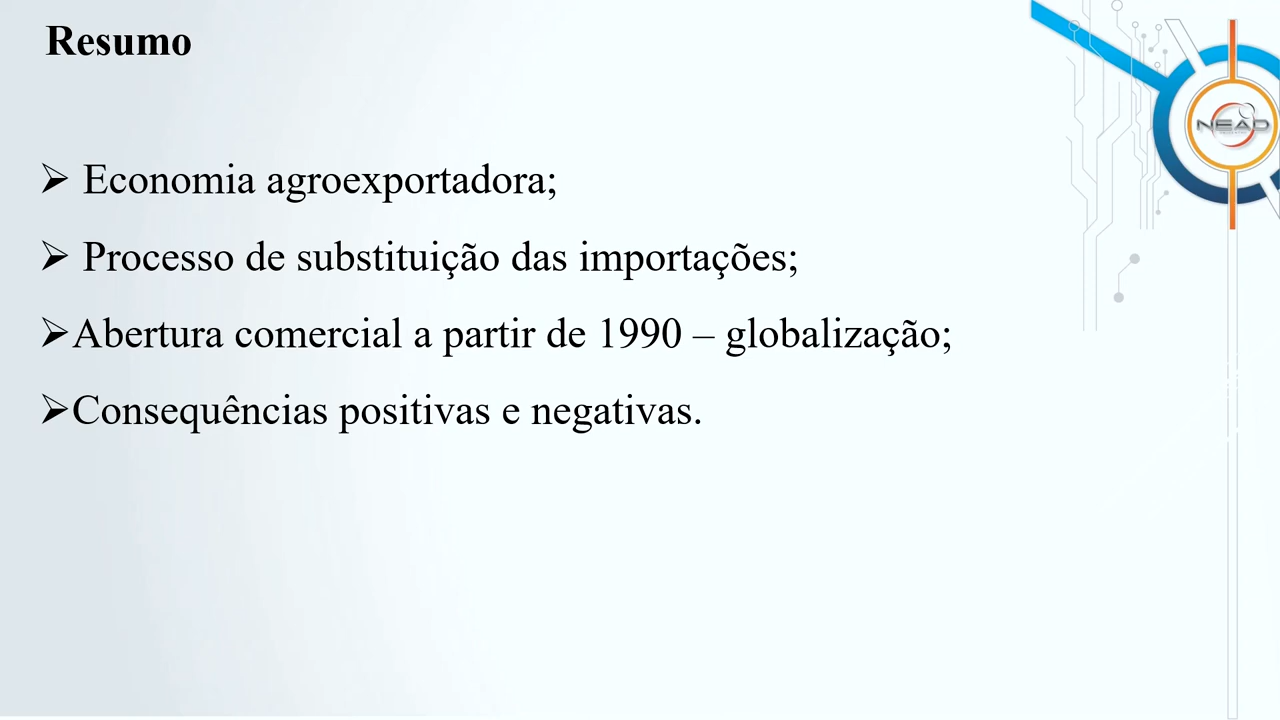 Resumo
NEAD
➢ Economia agroexportadora;
➢ Processo de substituição das importações;
➢Abertura comercial a partir de 1990 – globalização;
➢Consequências positivas e negativas.